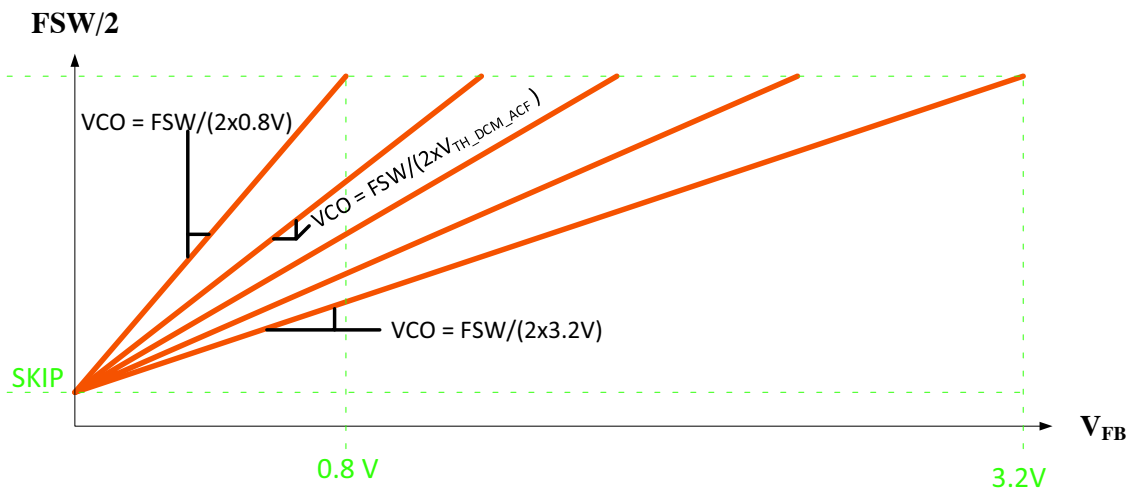 FSW/2
VCO = FSW/(2x0.8V)
VCO = FSW/(2xV_TH_DCM_ACF)
VCO = FSW/(2x3.2V)
SKIP
V_FB
0.8 V
3.2V